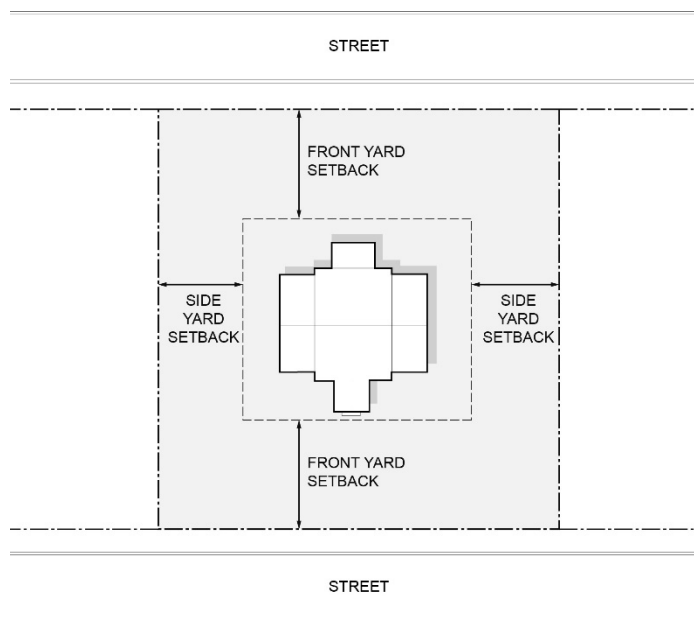 STREET
FRONT YARD
SETBACK
SIDE
YARD
SETBACK
SIDE
YARD
SETBACK
FRONT YARD
SETBACK
STREET